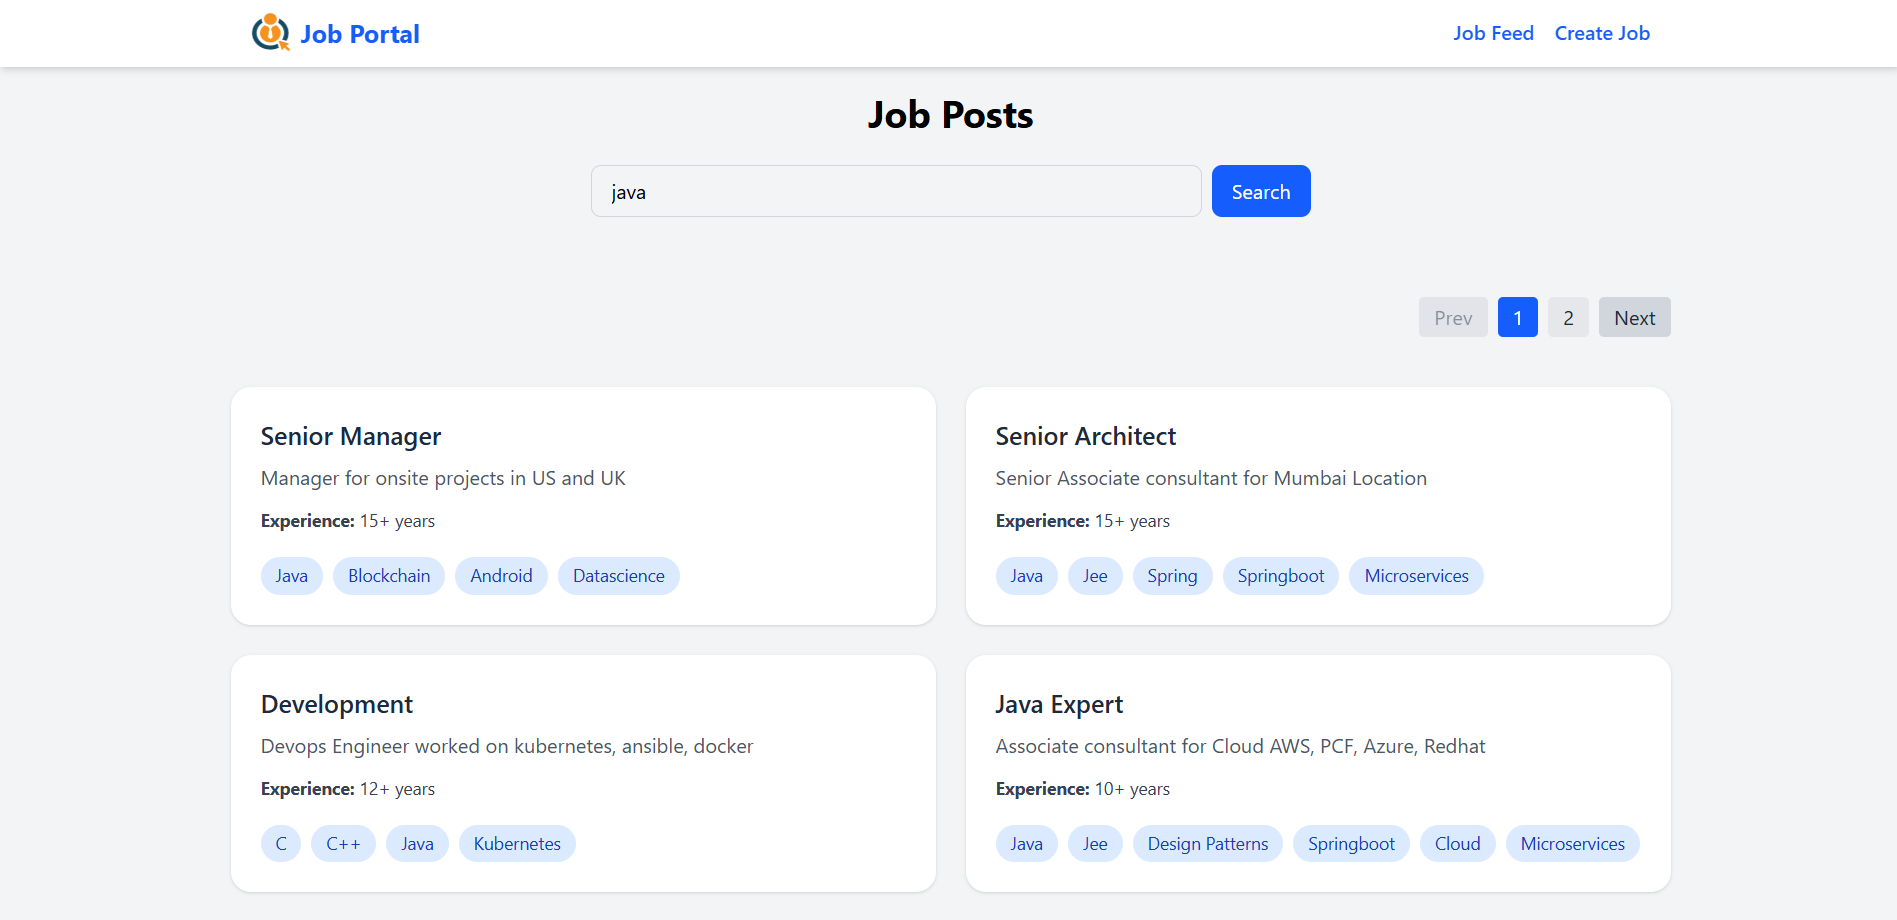 Job Portal
Job Feed Create Job
Job Posts
java
Search
Prev 1 2 Next
Senior Manager
Manager for onsite projects in US and UK
Experience: 15+ years
Java Blockchain Android Datascience
Senior Architect
Senior Associate consultant for Mumbai Location
Experience: 15+ years
Java Jee Spring Springboot Microservices
Development
Devops Engineer worked on kubernetes, ansible, docker
Experience: 12+ years
C C++ Java Kubernetes
Java Expert
Associate consultant for Cloud AWS, PCF, Azure, Redhat
Experience: 10+ years
Java Jee Design Patterns Springboot Cloud Microservices